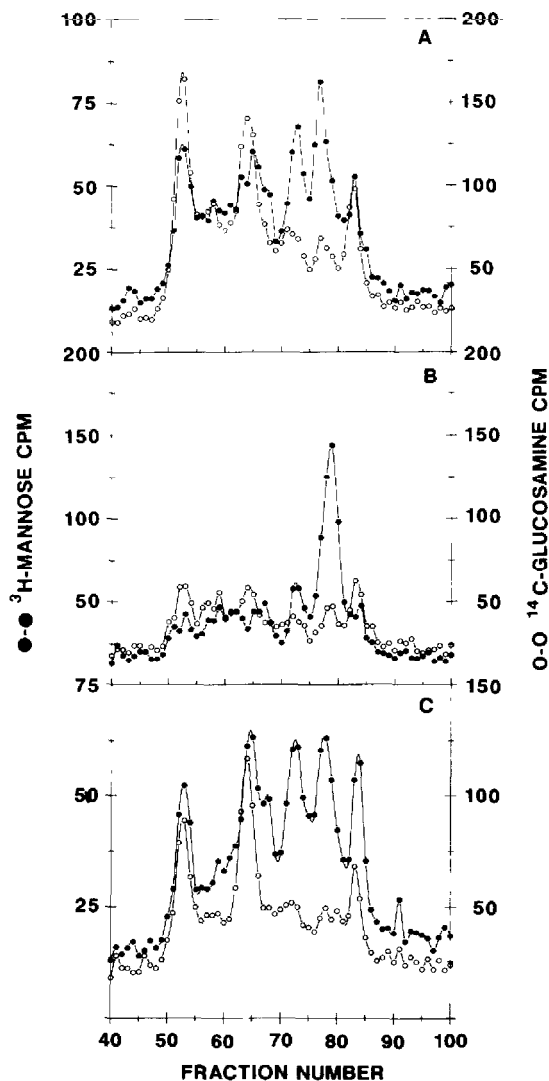 100 200
A
75 150
50 100
25 50
200 200
B
150 150
100 100
50 50
75 150
C
50 100
25 50
40 50 60 70 80 90 100
FRACTION NUMBER
●-● ³H-MANNOSE CPM
O-O ¹⁴C-GLUCOSAMINE CPM